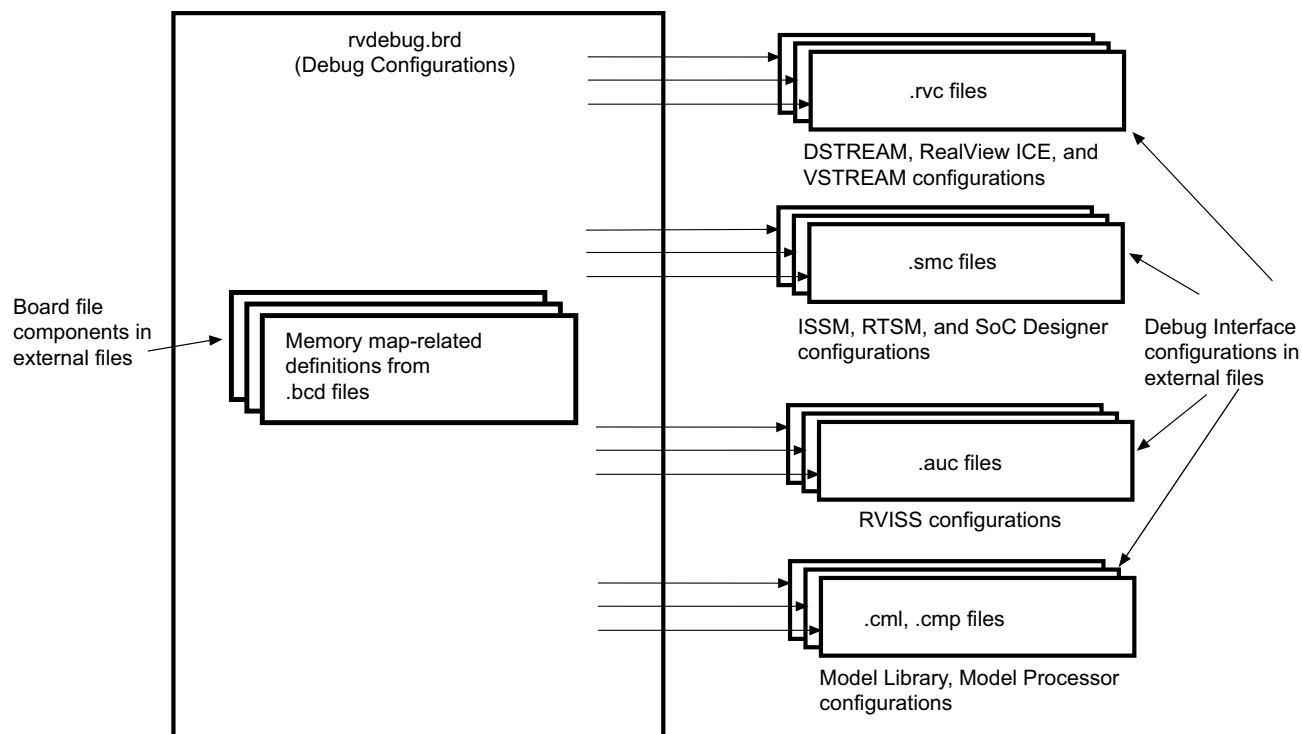 rvdebug.brd
(Debug Configurations)
.rvc files
DSTREAM, RealView ICE, and
VSTREAM configurations
.smc files
ISSM, RTSM, and SoC Designer
configurations
Board file
components in
external files
Memory map-related
definitions from
.bcd files
Debug Interface
configurations in
external files
.auc files
RVISS configurations
.cml, .cmp files
Model Library, Model Processor
configurations